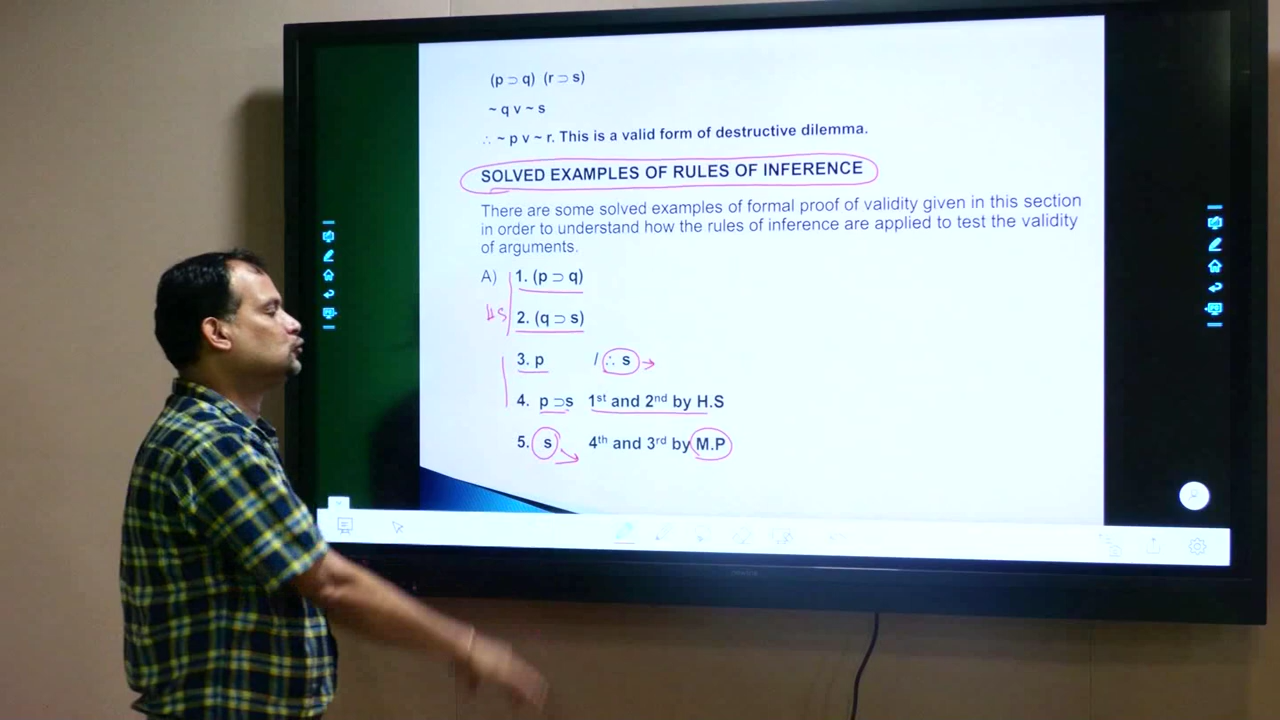 (p ⊃ q) (r ⊃ s)
~ q v ~ s
∴ ~ p v ~ r. This is a valid form of destructive dilemma.
SOLVED EXAMPLES OF RULES OF INFERENCE
There are some solved examples of formal proof of validity given in this section
in order to understand how the rules of inference are applied to test the validity
of arguments.
A) 1. (p ⊃ q)
2. (q ⊃ s)
3. p / ∴ s
4. p ⊃s 1st and 2nd by H.S
5. s 4th and 3rd by M.P